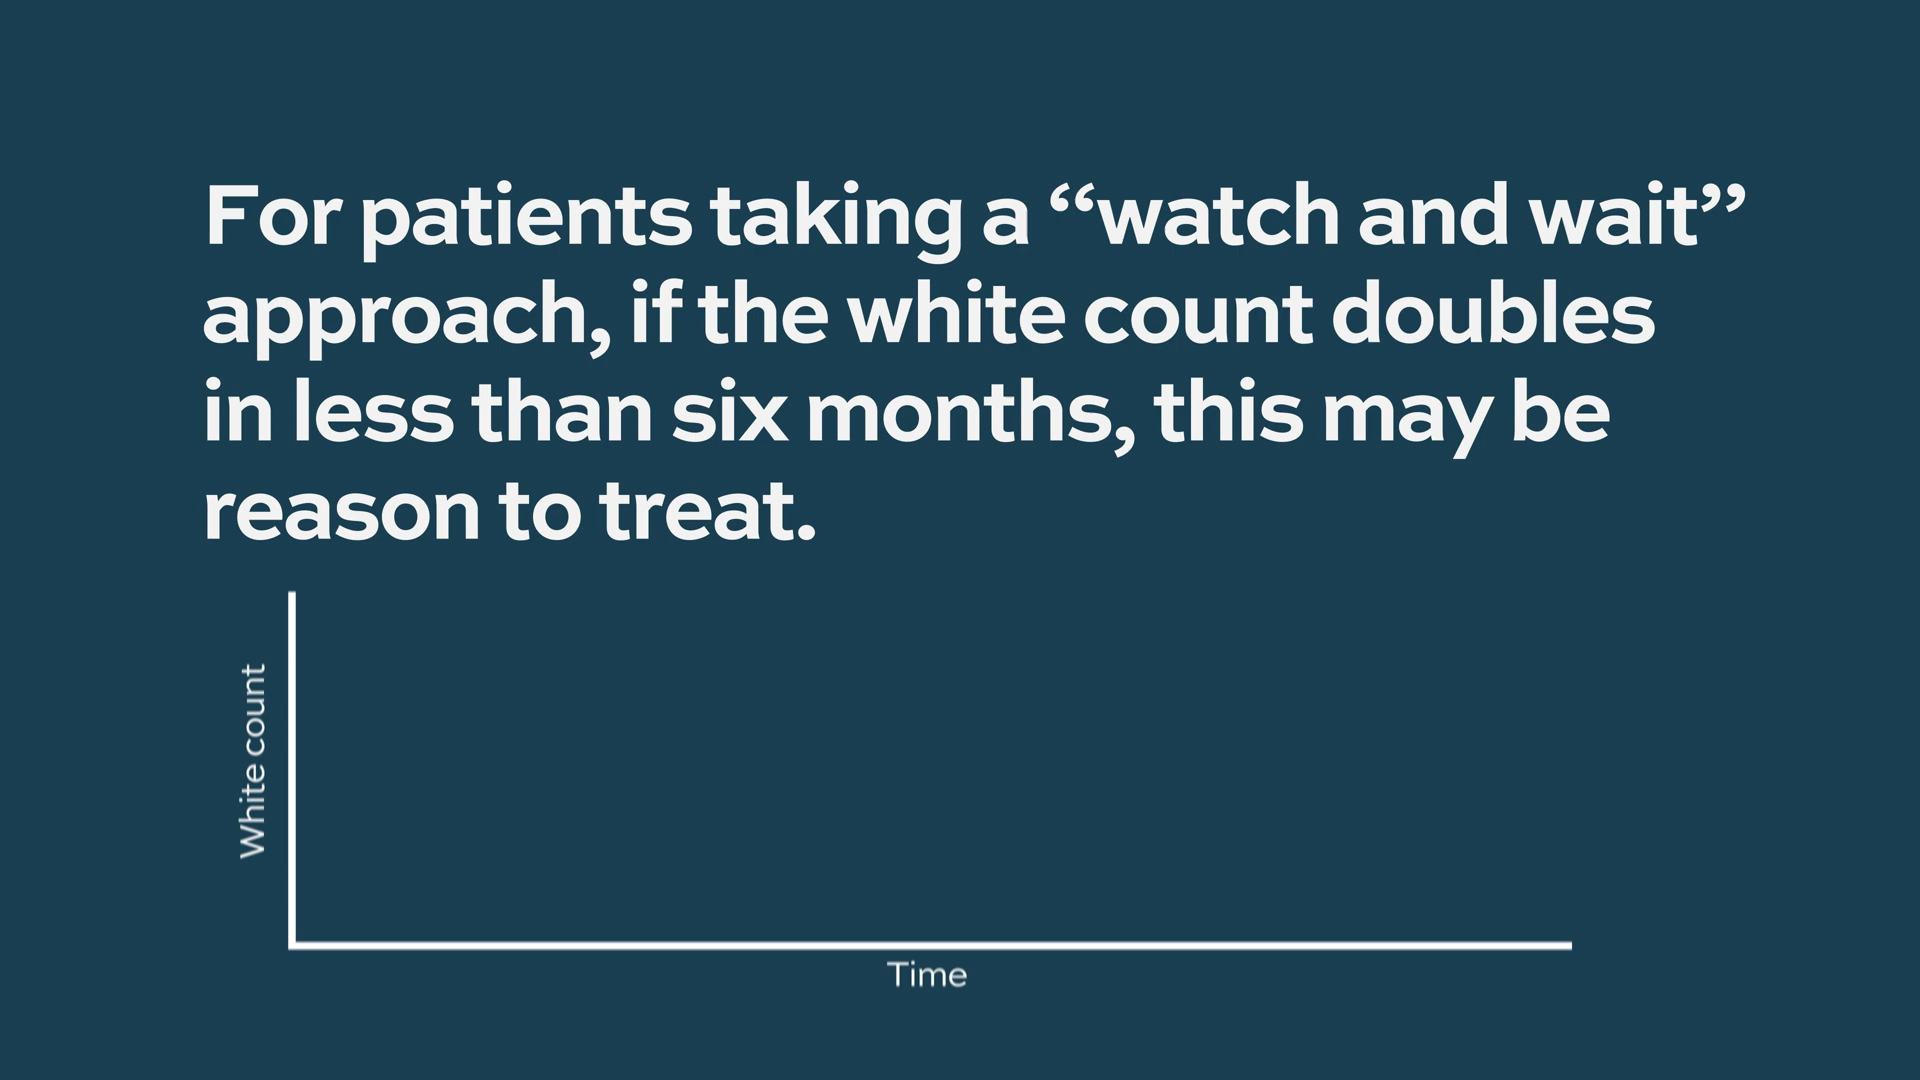 For patients taking a “watch and wait”
approach, if the white count doubles
in less than six months, this may be
reason to treat.
White count
Time